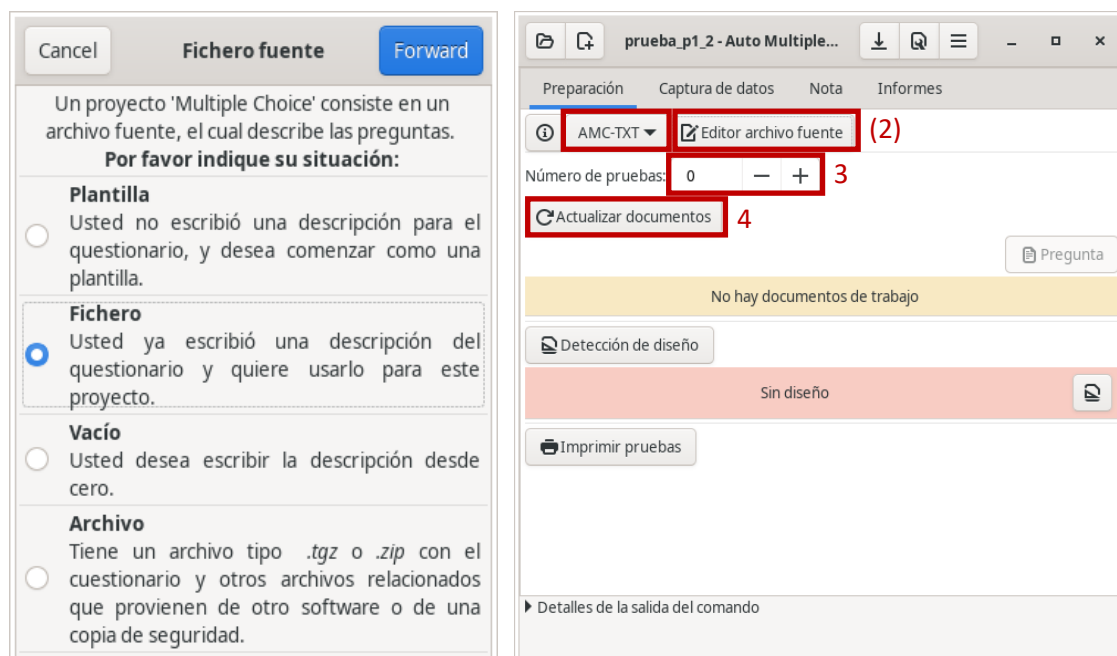 Cancel
Fichero fuente
Forward
Un proyecto 'Multiple Choice' consiste en un
archivo fuente, el cual describe las preguntas.
Por favor indique su situación:
Plantilla
Usted no escribió una descripción para el
questionario, y desea comenzar como una
plantilla.
Fichero
Usted ya escribió una descripción del
questionario y quiere usarlo para este
proyecto.
Vacío
Usted desea escribir la descripción desde
cero.
Archivo
Tiene un archivo tipo .tgz o .zip con el
cuestionario y otros archivos relacionados
que provienen de otro software o de una
copia de seguridad.
prueba_p1_2 - Auto Multiple...
Preparación Captura de datos Nota Informes
AMC-TXT Editor archivo fuente (2)
Número de pruebas: 0 − + 3
Actualizar documentos 4
Pregunta
No hay documentos de trabajo
Detección de diseño
Sin diseño
Imprimir pruebas
Detalles de la salida del comando